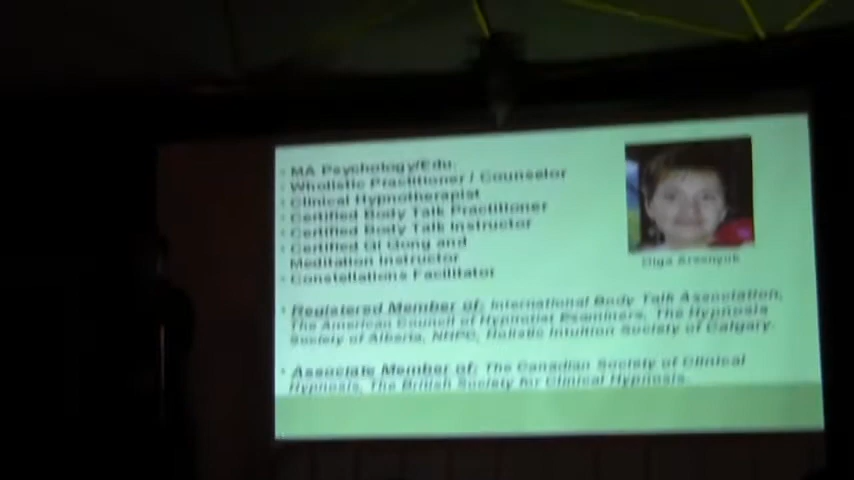 • MA Psychology/Edu.
• Wholistic Practitioner / Counselor
• Clinical Hypnotherapist
• Certified Body Talk Practitioner
• Certified Body Talk Instructor
• Certified Qi Gong and
Meditation Instructor
• Constellations Facilitator
Olga Arsenyuk
• Registered Member of: International Body Talk Association,
The American Council of Hypnotist Examiners, The Hypnosis
Society of Alberta, NHPC, Holistic Intuition Society of Calgary.
• Associate Member of: The Canadian Society of Clinical
Hypnosis, The British Society for Clinical Hypnosis.